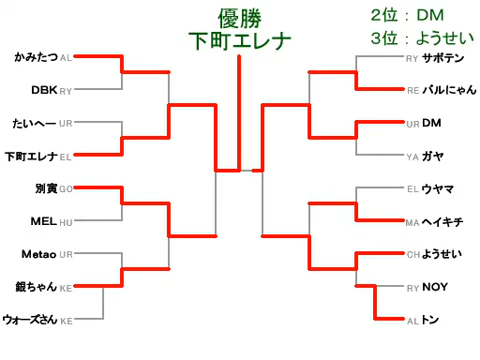 優勝
下町エレナ
２位：ＤＭ
３位：ようせい
かみたつ AL
DBK RY
たいへー UR
下町エレナ EL
別寅 GO
MEL HU
Metao UR
銀ちゃん KE
ウォーズさん KE
RY サボテン
RE バルにゃん
UR DM
YA ガヤ
EL ウヤマ
MA ヘイキチ
CH ようせい
RY NOY
AL トン